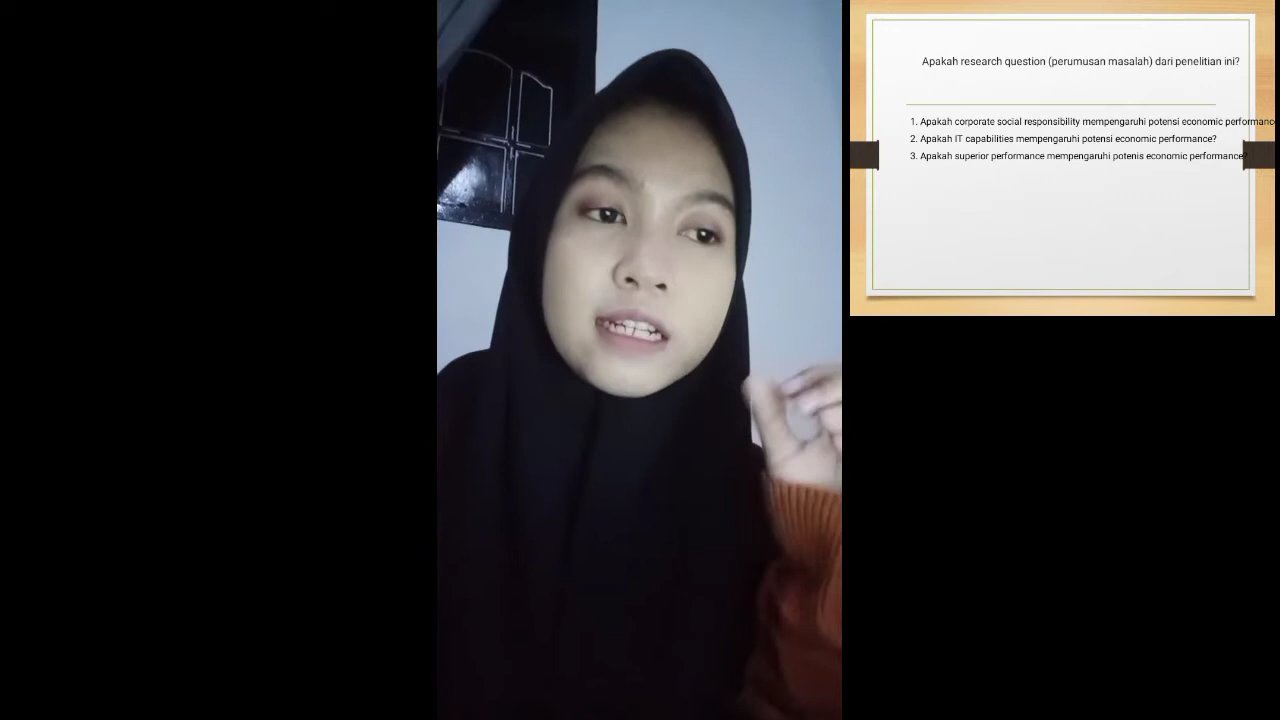 Apakah research question (perumusan masalah) dari penelitian ini?
1. Apakah corporate social responsibility mempengaruhi potensi economic performanc
2. Apakah IT capabilities mempengaruhi potensi economic performance?
3. Apakah superior performance mempengaruhi potenis economic performance?